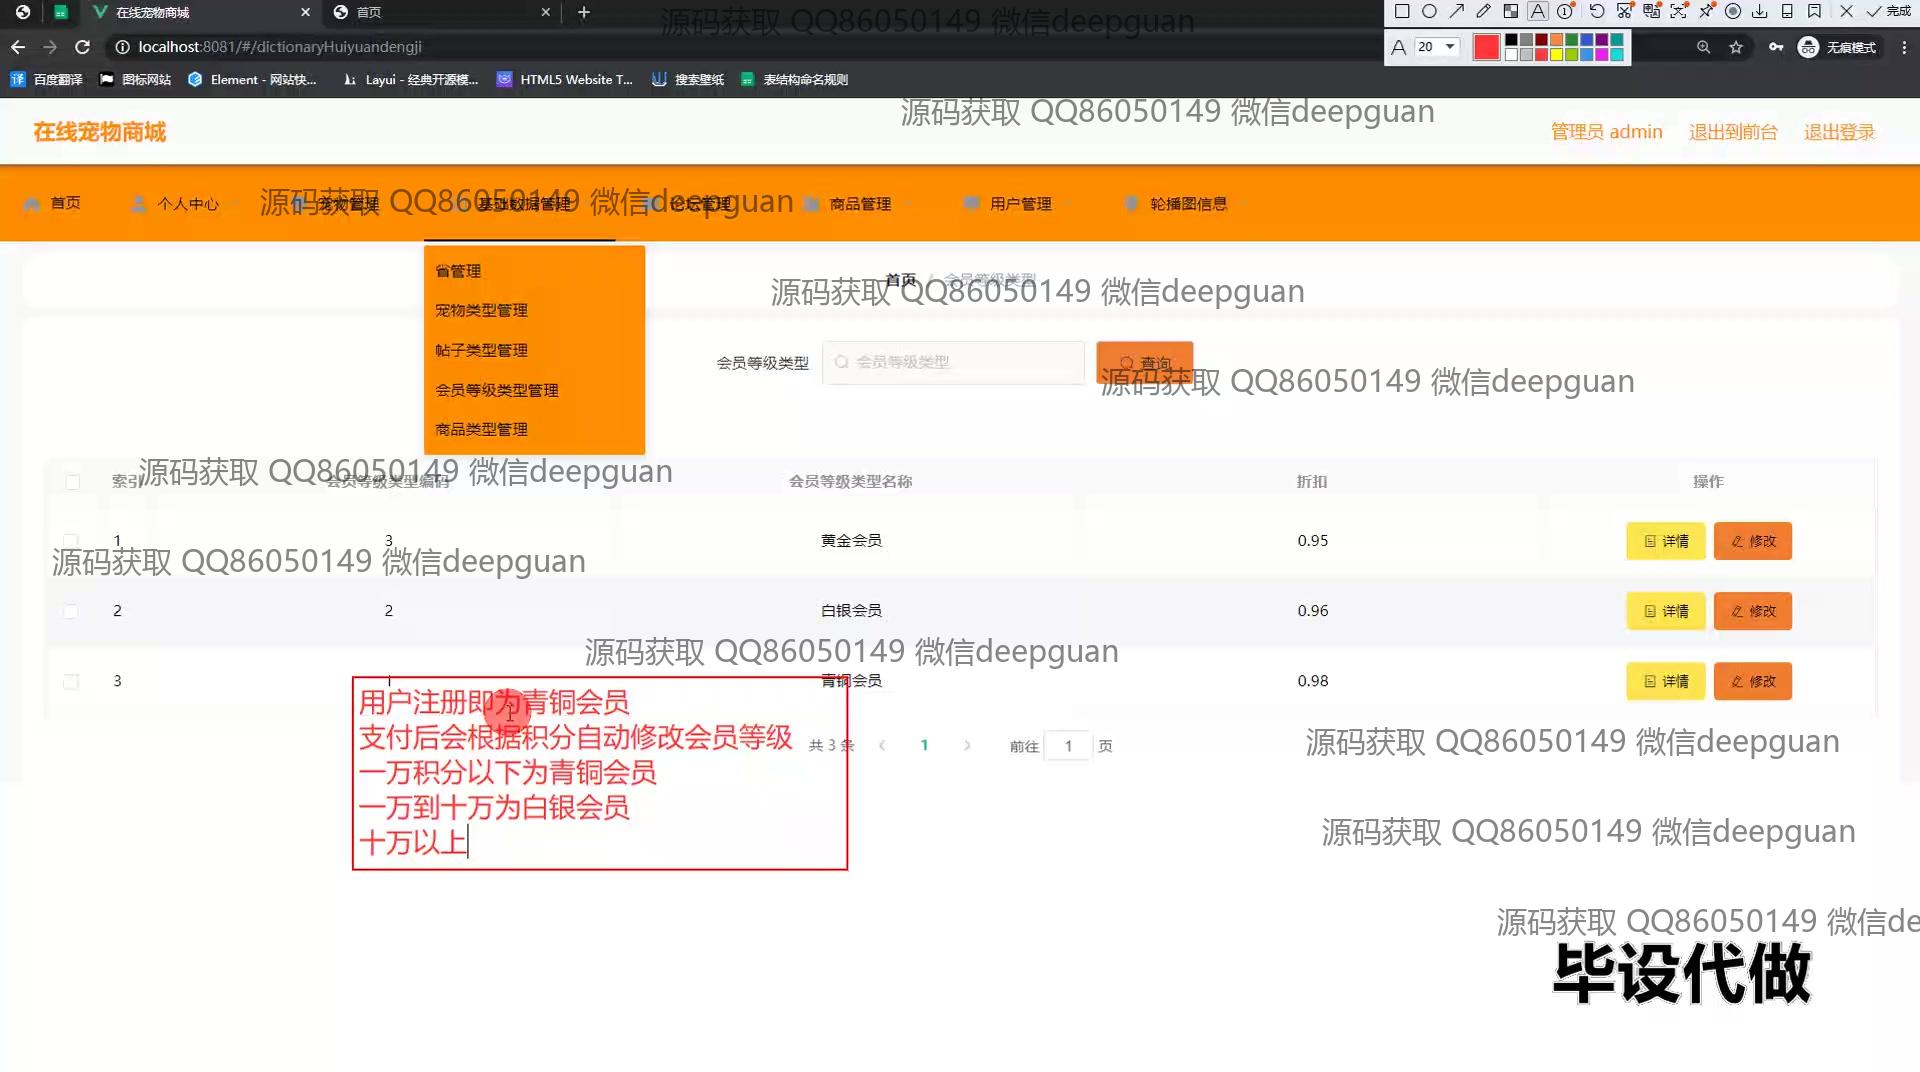 在线宠物商城
首页
20
完成
localhost:8081/#/dictionaryHuiyuandengji
无痕模式
百度翻译
图标网站
Element - 网站快...
Layui - 经典开源模...
HTML5 Website T...
搜索壁纸
表结构命名规则
源码获取 QQ86050149 微信deepguan
源码获取 QQ86050149 微信deepguan
在线宠物商城
管理员 admin
退出到前台
退出登录
首页
个人中心
宠物管理
基础数据管理
论坛管理
商品管理
用户管理
轮播图信息
源码获取 QQ86050149 微信deepguan
省管理
宠物类型管理
帖子类型管理
会员等级类型管理
商品类型管理
首页 / 会员等级类型
源码获取 QQ86050149 微信deepguan
会员等级类型
会员等级类型
查询
源码获取 QQ86050149 微信deepguan
源码获取 QQ86050149 微信deepguan
索引 会员等级类型编码 会员等级类型名称 折扣 操作
1 3 黄金会员 0.95 详情 修改
源码获取 QQ86050149 微信deepguan
2 2 白银会员 0.96 详情 修改
源码获取 QQ86050149 微信deepguan
3 1 青铜会员 0.98 详情 修改
用户注册即为青铜会员
支付后会根据积分自动修改会员等级
一万积分以下为青铜会员
一万到十万为白银会员
十万以上
共 3 条
1
前往 1 页
源码获取 QQ86050149 微信deepguan
源码获取 QQ86050149 微信deepguan
源码获取 QQ86050149 微信de
毕设代做